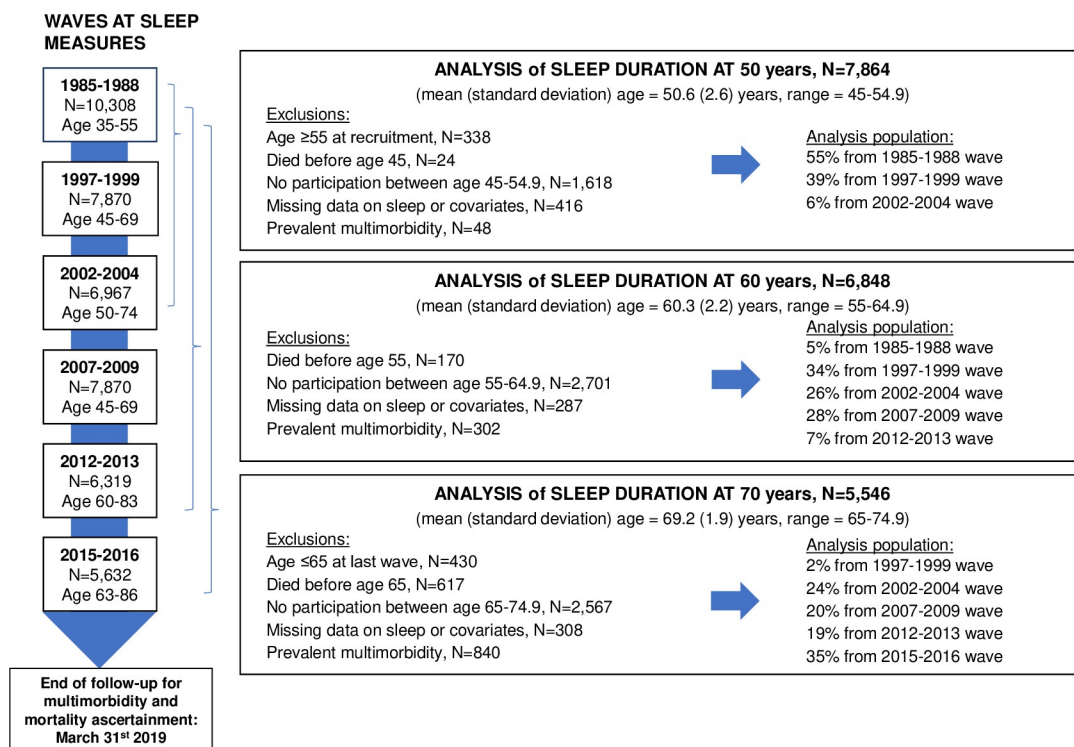 WAVES AT SLEEP
MEASURES
1985-1988
N=10,308
Age 35-55
1997-1999
N=7,870
Age 45-69
2002-2004
N=6,967
Age 50-74
2007-2009
N=7,870
Age 45-69
2012-2013
N=6,319
Age 60-83
2015-2016
N=5,632
Age 63-86
End of follow-up for
multimorbidity and
mortality ascertainment:
March 31st 2019
ANALYSIS of SLEEP DURATION AT 50 years, N=7,864
(mean (standard deviation) age = 50.6 (2.6) years, range = 45-54.9)
Exclusions:
Age ≥55 at recruitment, N=338
Died before age 45, N=24
No participation between age 45-54.9, N=1,618
Missing data on sleep or covariates, N=416
Prevalent multimorbidity, N=48
Analysis population:
55% from 1985-1988 wave
39% from 1997-1999 wave
6% from 2002-2004 wave
ANALYSIS of SLEEP DURATION AT 60 years, N=6,848
(mean (standard deviation) age = 60.3 (2.2) years, range = 55-64.9)
Exclusions:
Died before age 55, N=170
No participation between age 55-64.9, N=2,701
Missing data on sleep or covariates, N=287
Prevalent multimorbidity, N=302
Analysis population:
5% from 1985-1988 wave
34% from 1997-1999 wave
26% from 2002-2004 wave
28% from 2007-2009 wave
7% from 2012-2013 wave
ANALYSIS of SLEEP DURATION AT 70 years, N=5,546
(mean (standard deviation) age = 69.2 (1.9) years, range = 65-74.9)
Exclusions:
Age ≤65 at last wave, N=430
Died before age 65, N=617
No participation between age 65-74.9, N=2,567
Missing data on sleep or covariates, N=308
Prevalent multimorbidity, N=840
Analysis population:
2% from 1997-1999 wave
24% from 2002-2004 wave
20% from 2007-2009 wave
19% from 2012-2013 wave
35% from 2015-2016 wave